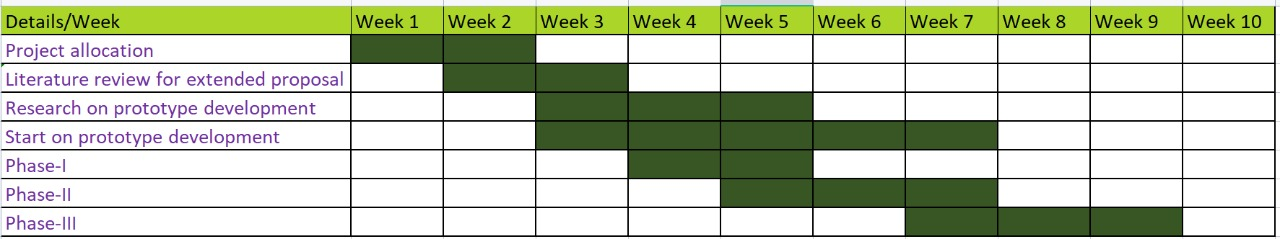 Details/Week Week 1 Week 2 Week 3 Week 4 Week 5 Week 6 Week 7 Week 8 Week 9 Week 10
Project allocation
Literature review for extended proposal
Research on prototype development
Start on prototype development
Phase-I
Phase-II
Phase-III